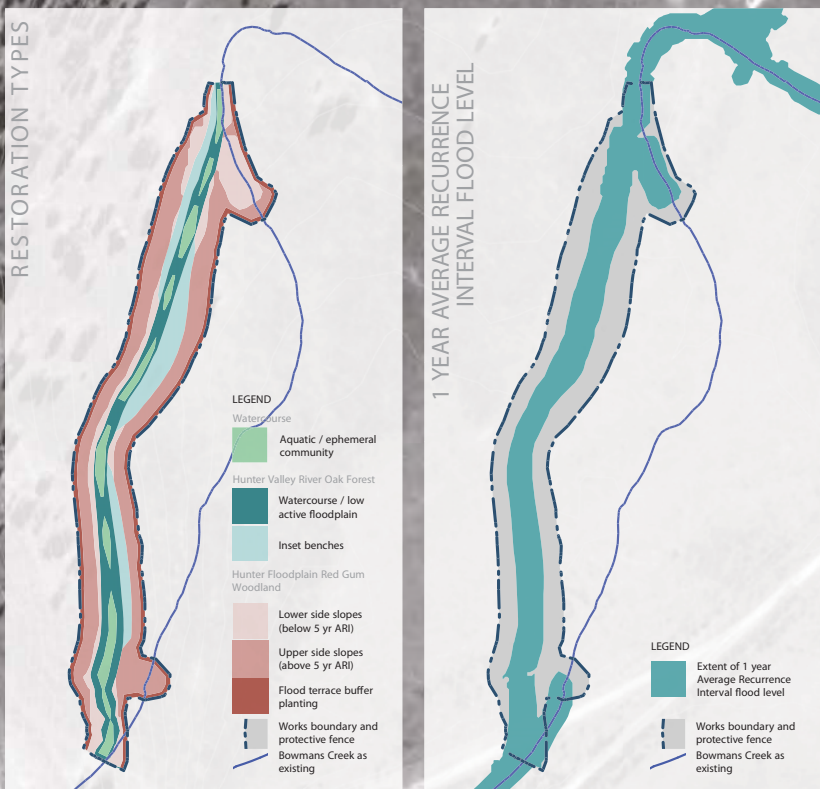 RESTORATION TYPES
LEGEND
Watercourse
Aquatic / ephemeral
community
Hunter Valley River Oak Forest
Watercourse / low
active floodplain
Inset benches
Hunter Floodplain Red Gum
Woodland
Lower side slopes
(below 5 yr ARI)
Upper side slopes
(above 5 yr ARI)
Flood terrace buffer
planting
Works boundary and
protective fence
Bowmans Creek as
existing
1 YEAR AVERAGE RECURRENCE
INTERVAL FLOOD LEVEL
LEGEND
Extent of 1 year
Average Recurrence
Interval flood level
Works boundary and
protective fence
Bowmans Creek as
existing